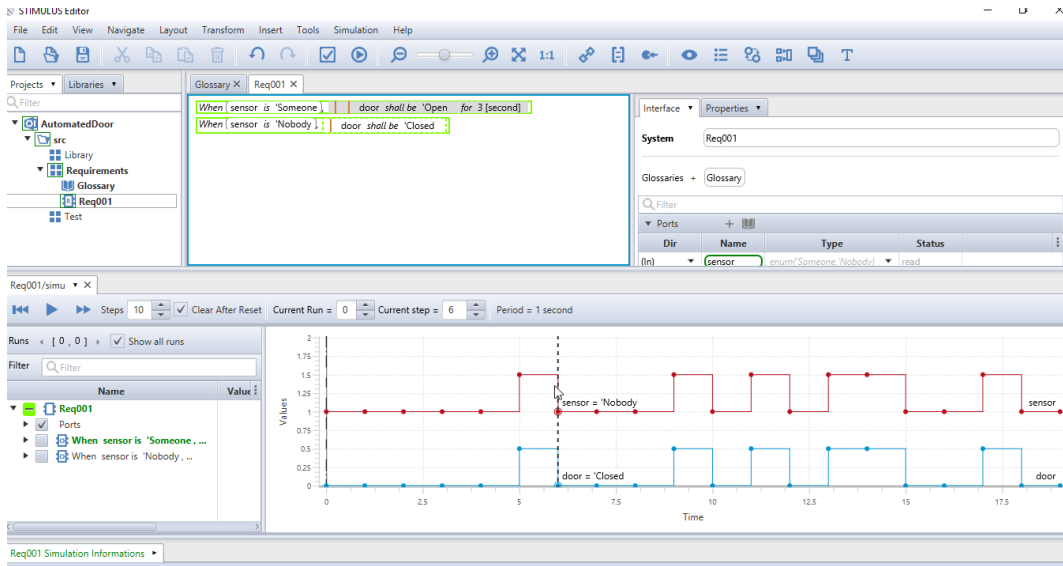 STIMULUS Editor
File Edit View Navigate Layout Transform Insert Tools Simulation Help
1:1
T
Projects Libraries
Filter
AutomatedDoor
src
Library
Requirements
Glossary
Req001
Test
Glossary Req001
When sensor is 'Someone , door shall be 'Open for 3 [second]
When sensor is 'Nobody , door shall be 'Closed
Interface Properties
System Req001
Glossaries + Glossary
Filter
Ports +
Dir Name Type Status
(In) sensor enum('Someone,'Nobody) read
Req001/simu
Steps 10 Clear After Reset Current Run = 0 Current step = 6 Period = 1 second
Runs [ 0 , 0 ] Show all runs
Filter Filter
Name Value
Req001
Ports
When sensor is 'Someone , ...
When sensor is 'Nobody , ...
Values
2
1.75
1.5
1.25
1
0.75
0.5
0.25
0
sensor = 'Nobody sensor
door = 'Closed door
0 2.5 5 7.5 10 12.5 15 17.5
Time
Req001 Simulation Informations